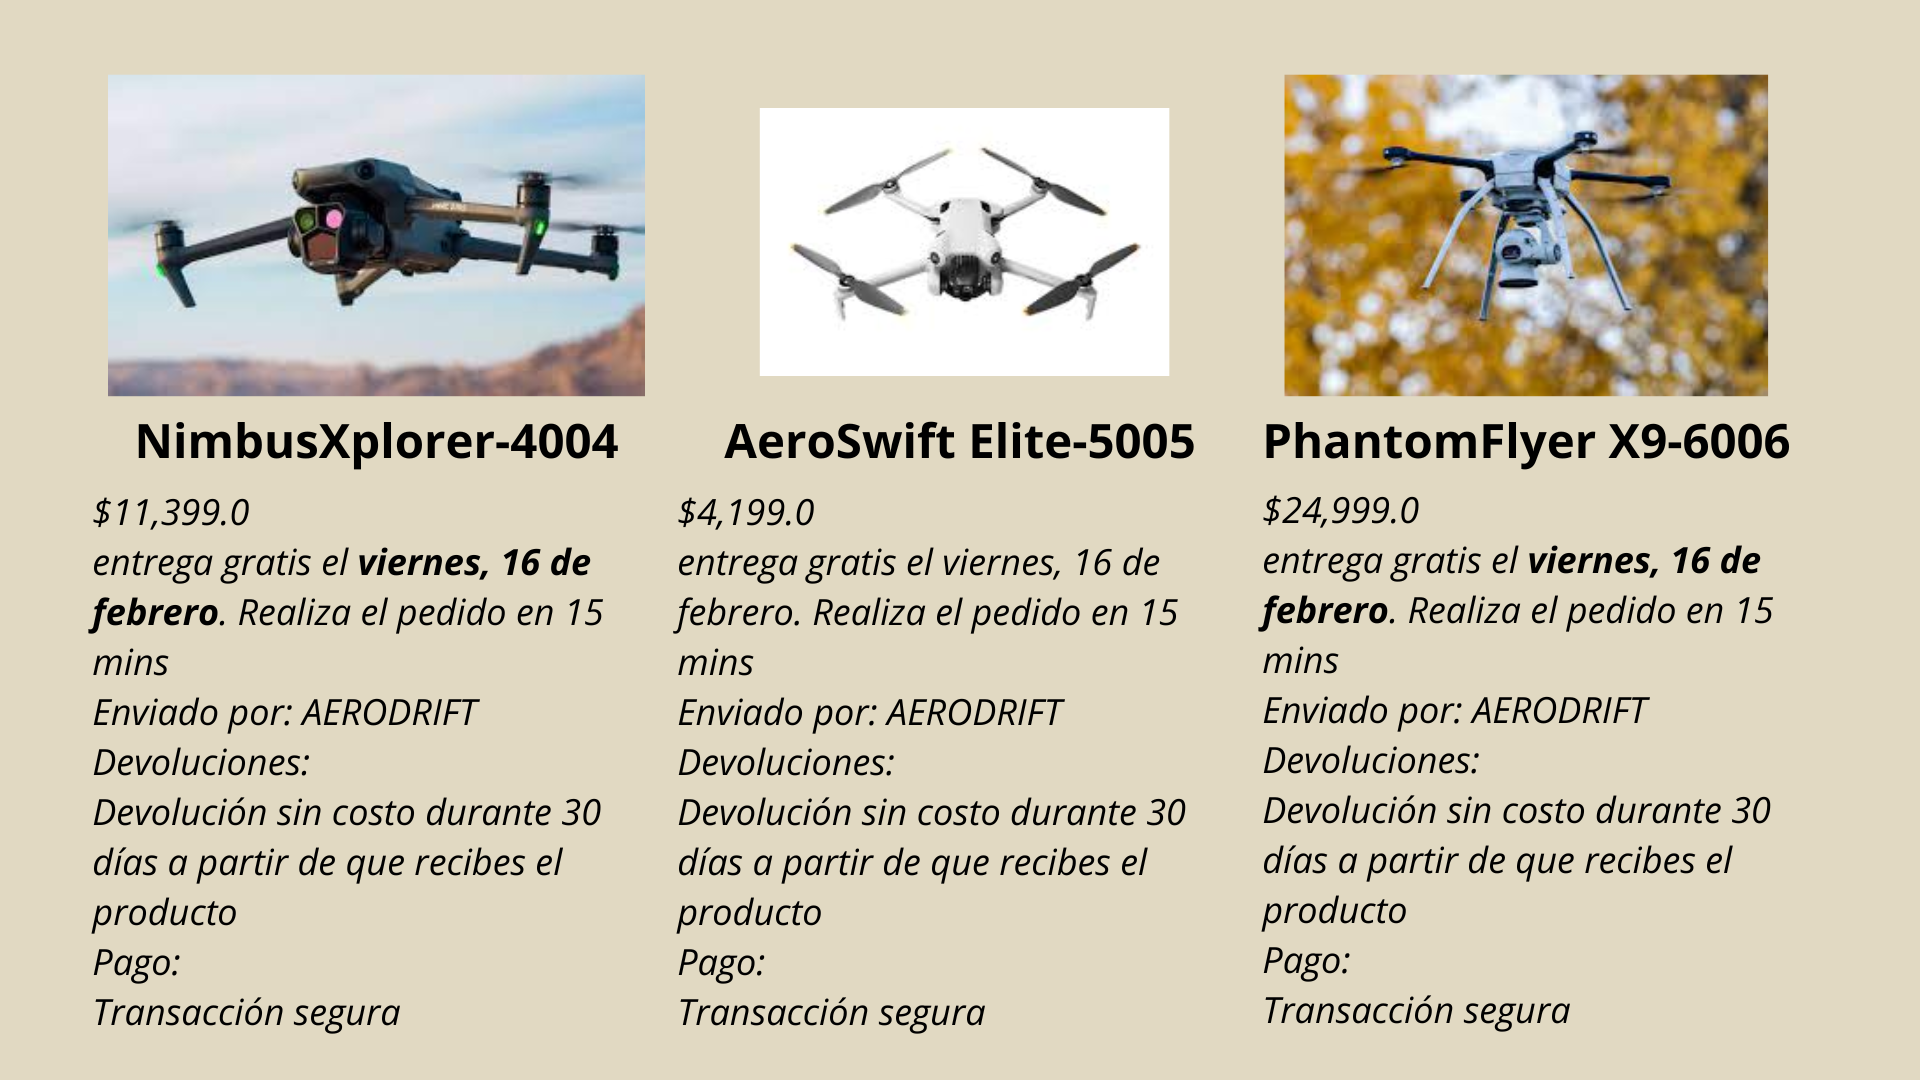 NimbusXplorer-4004
$11,399.0
entrega gratis el viernes, 16 de
febrero. Realiza el pedido en 15
mins
Enviado por: AERODRIFT
Devoluciones:
Devolución sin costo durante 30
días a partir de que recibes el
producto
Pago:
Transacción segura
AeroSwift Elite-5005
$4,199.0
entrega gratis el viernes, 16 de
febrero. Realiza el pedido en 15
mins
Enviado por: AERODRIFT
Devoluciones:
Devolución sin costo durante 30
días a partir de que recibes el
producto
Pago:
Transacción segura
PhantomFlyer X9-6006
$24,999.0
entrega gratis el viernes, 16 de
febrero. Realiza el pedido en 15
mins
Enviado por: AERODRIFT
Devoluciones:
Devolución sin costo durante 30
días a partir de que recibes el
producto
Pago:
Transacción segura